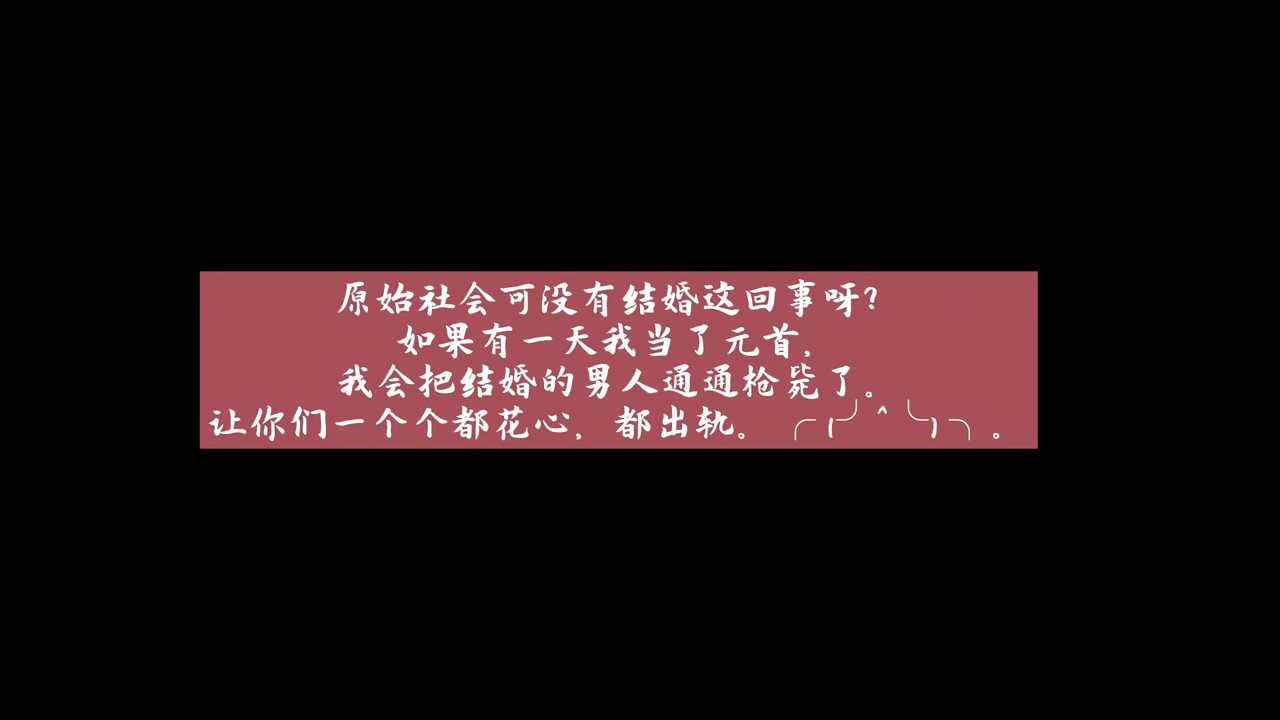 原始社会可没有结婚这回事呀？
如果有一天我当了元首，
我会把结婚的男人通通枪毙了。
让你们一个个都花心，都出轨。╭(╯^╰)╮。